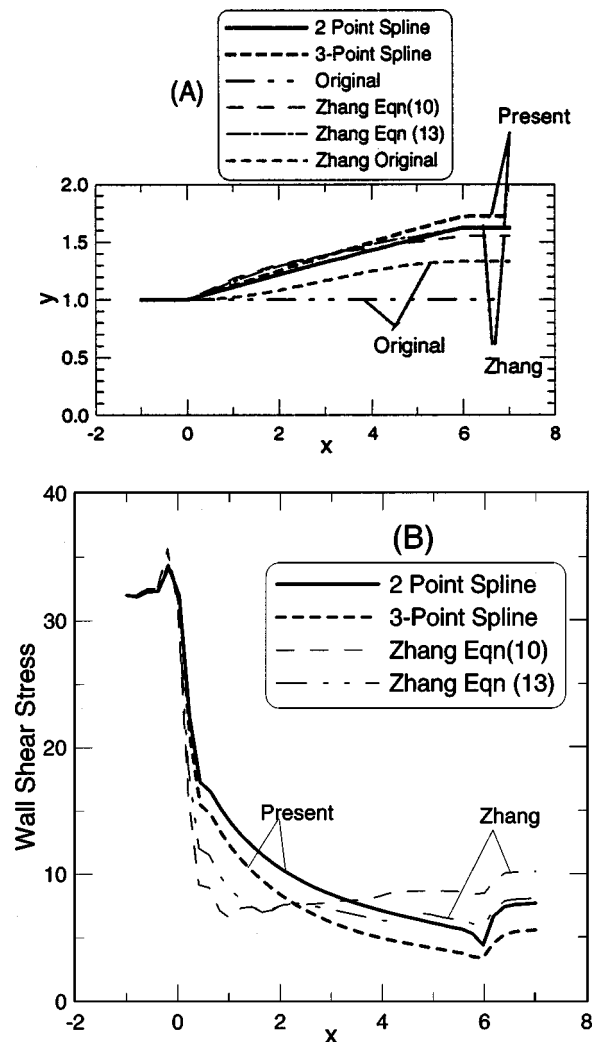 2 Point Spline
3-Point Spline
Original
Zhang Eqn(10)
Zhang Eqn (13)
Zhang Original
(A)
Present
2.0
1.5
1.0
0.5
0.0
y
Original
Zhang
-2 0 2 4 6 8
x
40
30
20
10
0
Wall Shear Stress
(B)
2 Point Spline
3-Point Spline
Zhang Eqn(10)
Zhang Eqn (13)
Present
Zhang
-2 0 2 4 6 8
x